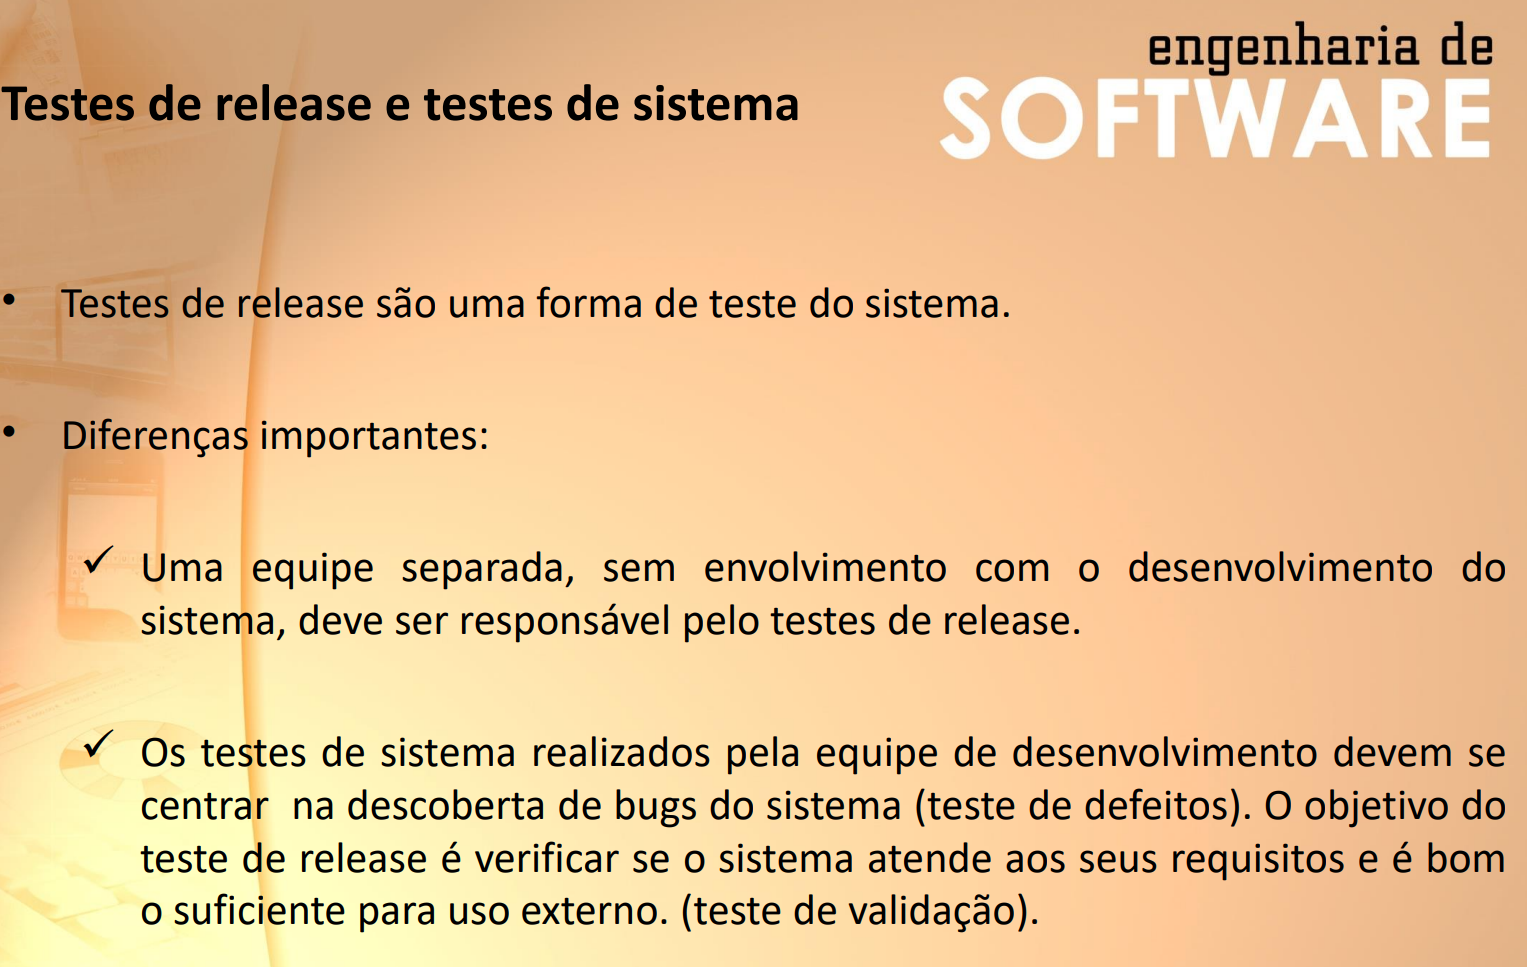 engenharia de
SOFTWARE
Testes de release e testes de sistema
• Testes de release são uma forma de teste do sistema.
• Diferenças importantes:
✓ Uma equipe separada, sem envolvimento com o desenvolvimento do
sistema, deve ser responsável pelo testes de release.
✓ Os testes de sistema realizados pela equipe de desenvolvimento devem se
centrar na descoberta de bugs do sistema (teste de defeitos). O objetivo do
teste de release é verificar se o sistema atende aos seus requisitos e é bom
o suficiente para uso externo. (teste de validação).